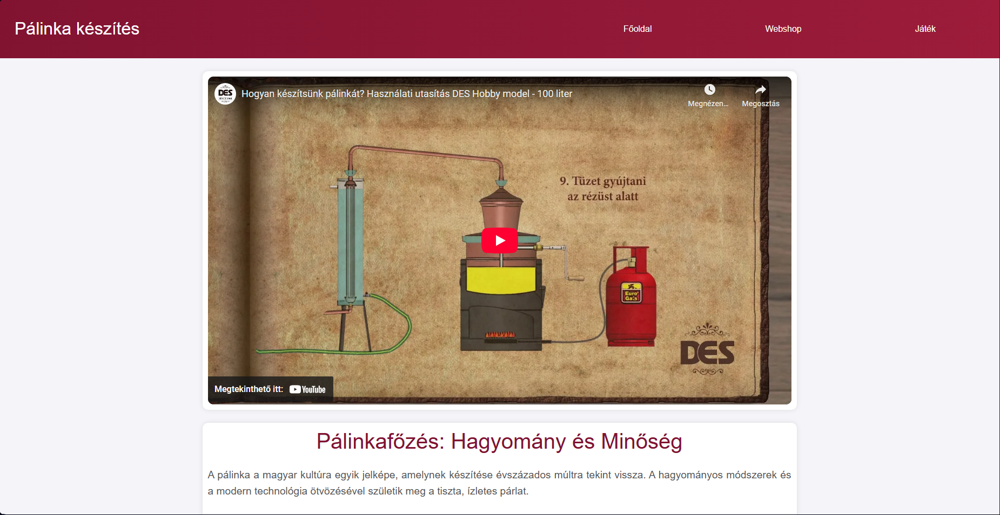 Pálinka készítés
Főoldal
Webshop
Játék
DES
SINCE 1961
Hogyan készítsünk pálinkát? Használati utasítás DES Hobby model - 100 liter
Megnézen...
Megosztás
9. Tüzet gyújtani
az rézüst alatt
Euro
Gas
DES
Megtekinthető itt:
YouTube
Pálinkafőzés: Hagyomány és Minőség
A pálinka a magyar kultúra egyik jelképe, amelynek készítése évszázados múltra tekint vissza. A hagyományos módszerek és
a modern technológia ötvözésével születik meg a tiszta, ízletes párlat.